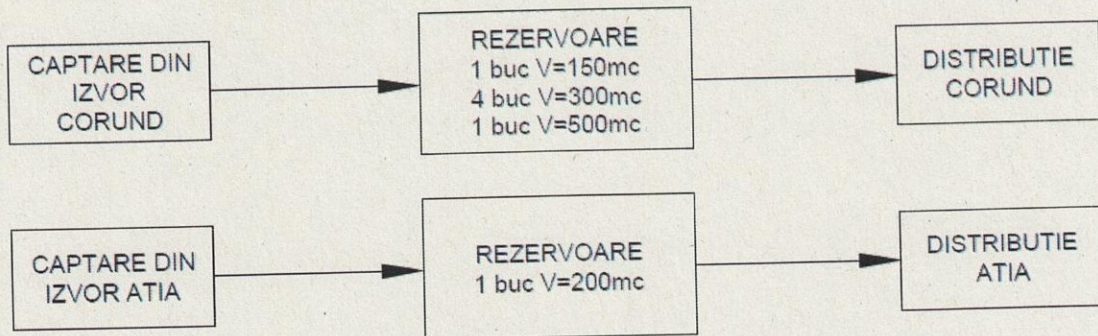 CAPTARE DIN
IZVOR
CORUND
REZERVOARE
1 buc V=150mc
4 buc V=300mc
1 buc V=500mc
DISTRIBUTIE
CORUND
CAPTARE DIN
IZVOR ATIA
REZERVOARE
1 buc V=200mc
DISTRIBUTIE
ATIA